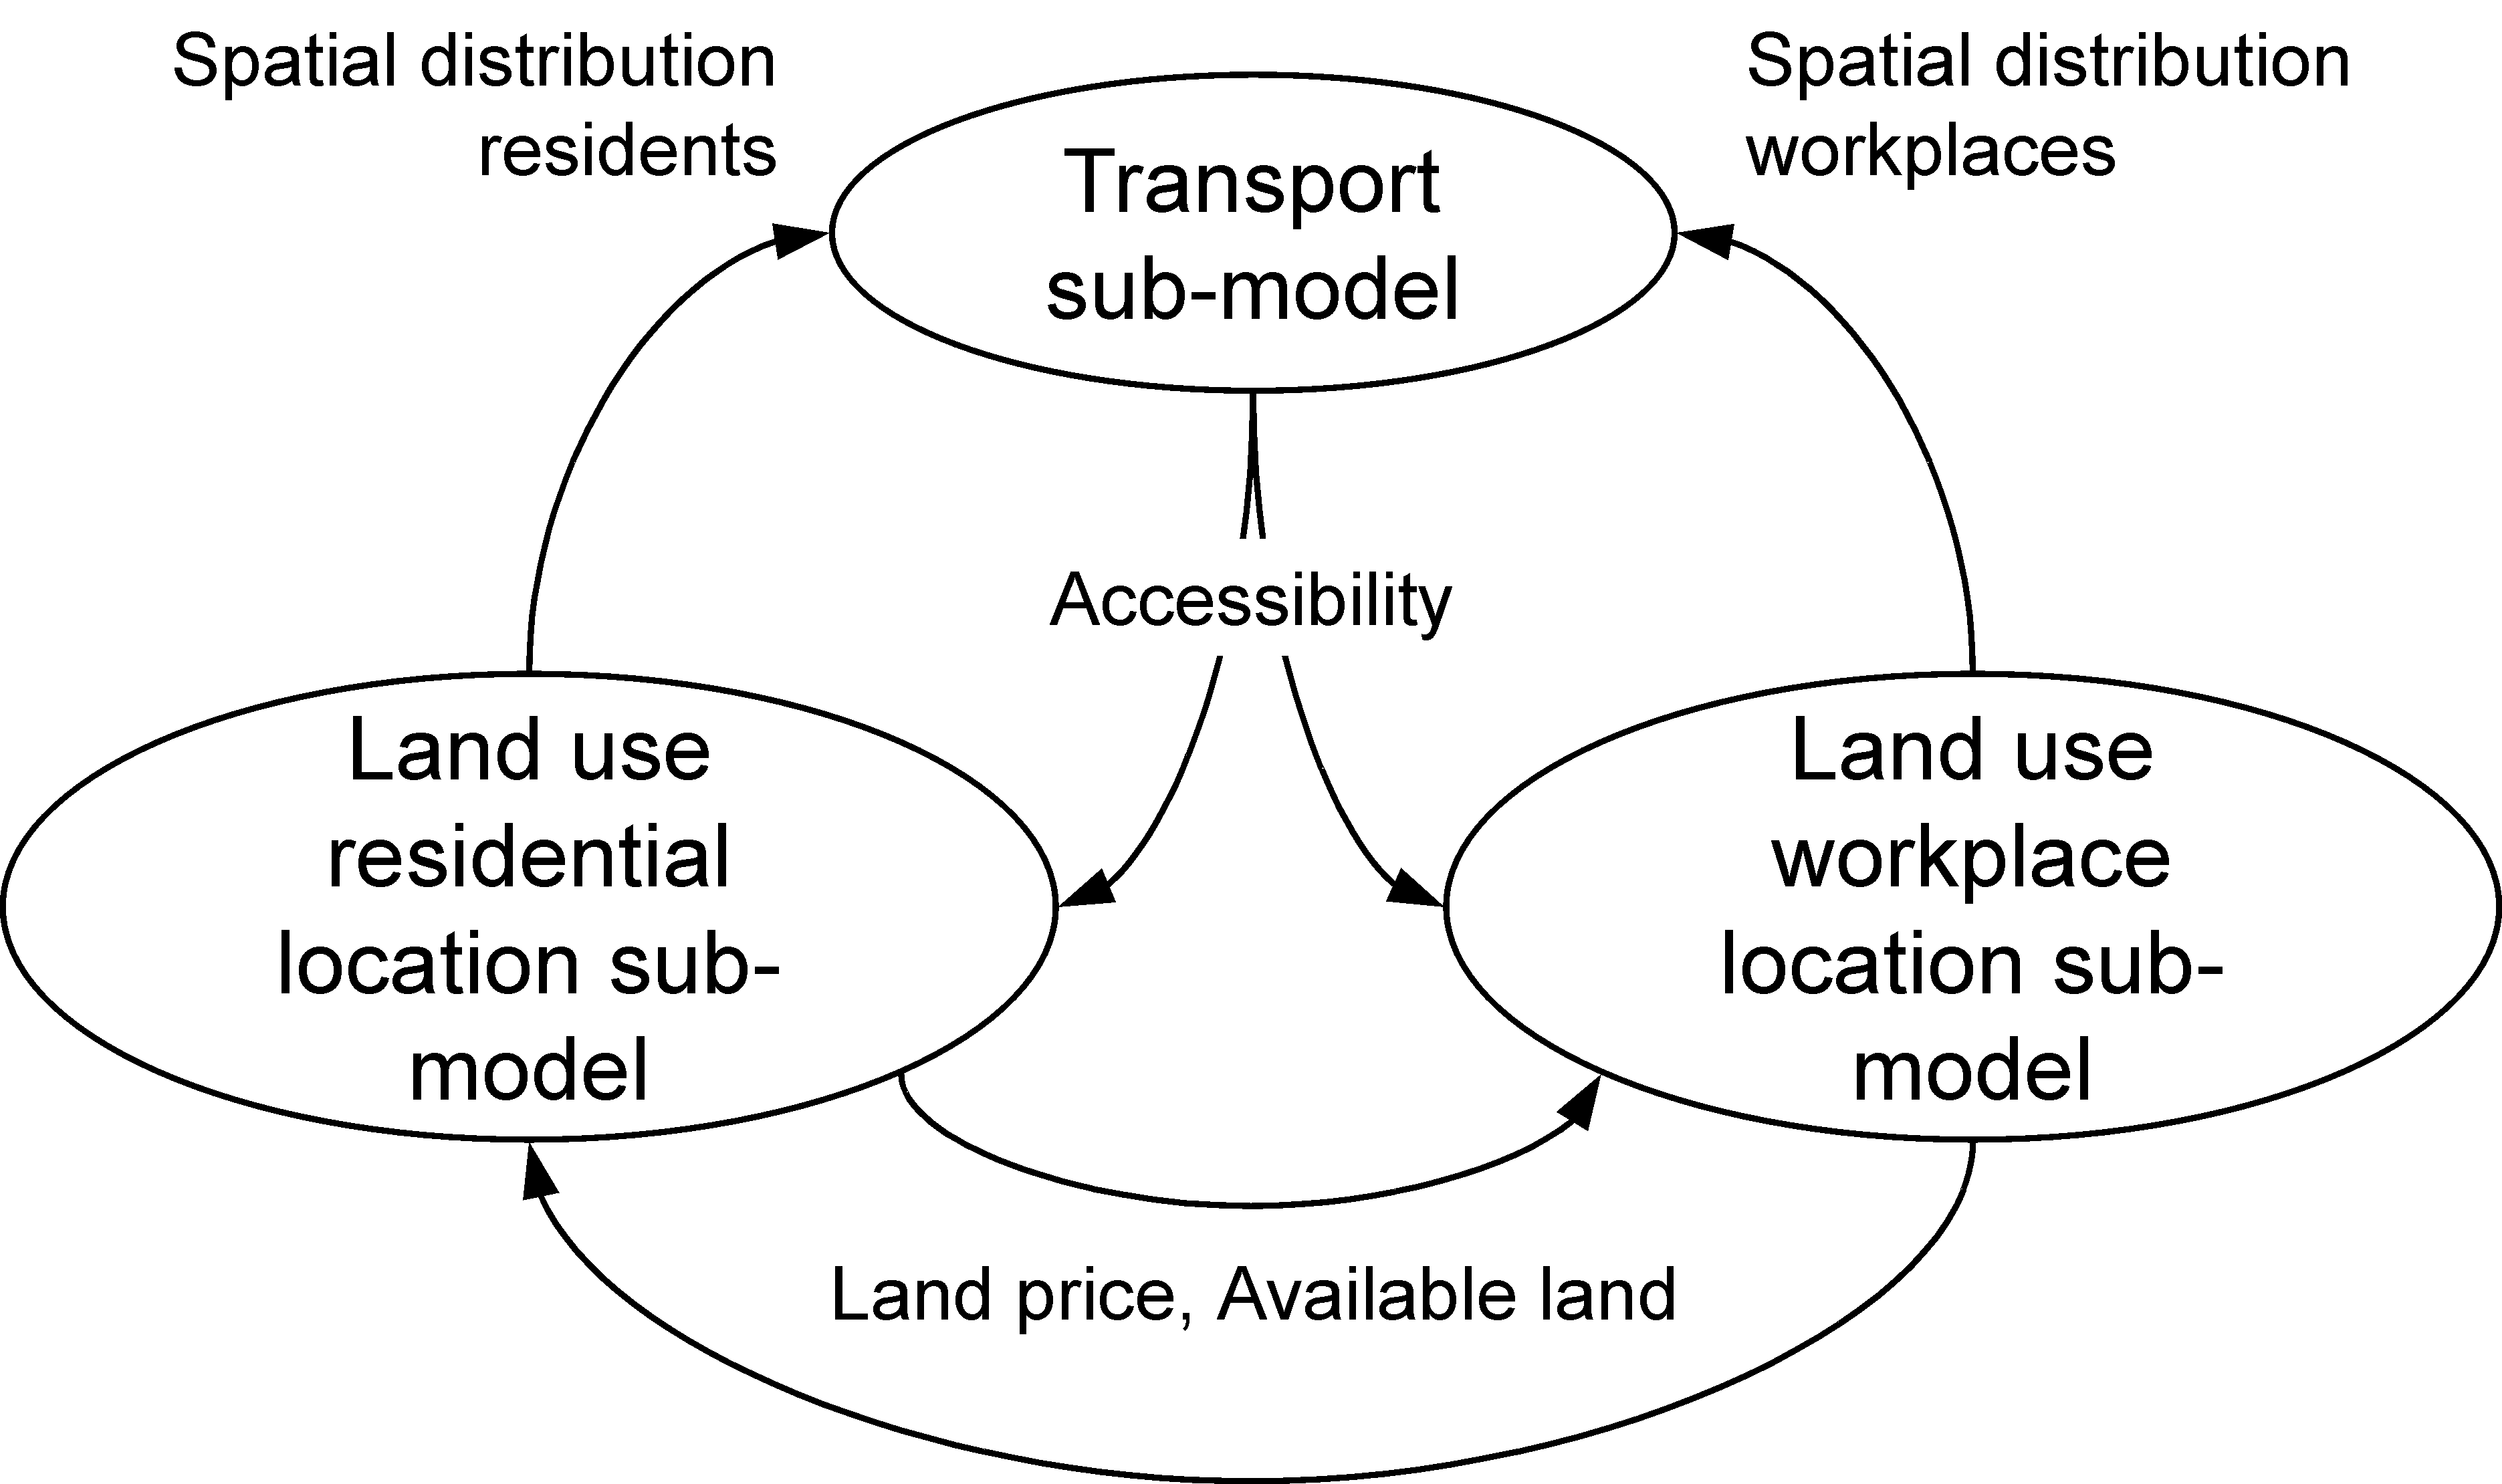 Spatial distribution
residents
Spatial distribution
workplaces
Transport
sub-model
Accessibility
Land use
residential
location sub-
model
Land use
workplace
location sub-
model
Land price, Available land